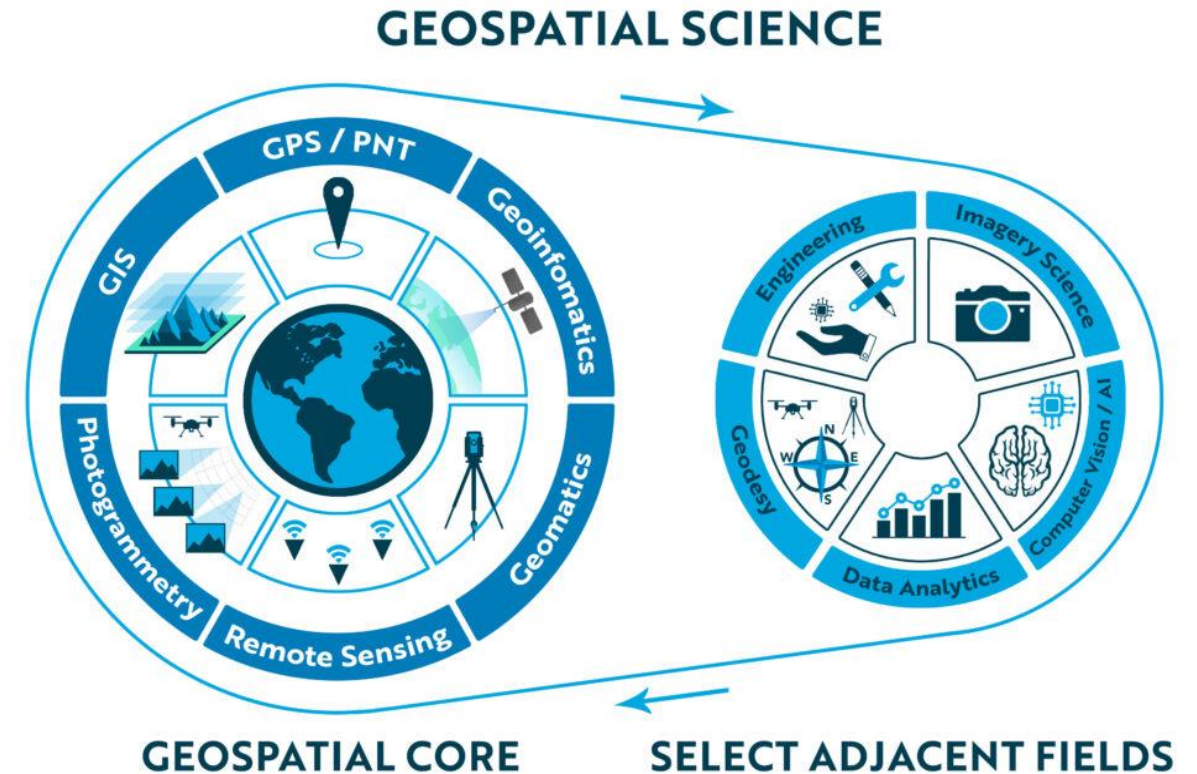 GEOSPATIAL SCIENCE
GPS / PNT
Geoinfomatics
Geomatics
Remote Sensing
Photogrammetry
GIS
Engineering
Imagery Science
Computer Vision / AI
Data Analytics
Geodesy
N
W E
S
GEOSPATIAL CORE
SELECT ADJACENT FIELDS